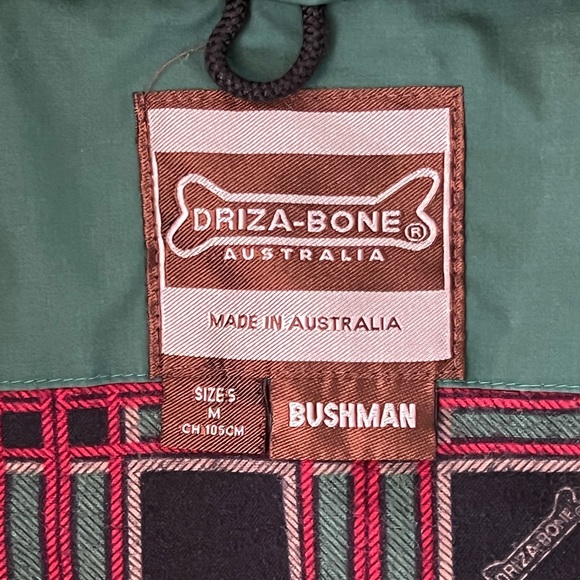 DRIZA-BONE®
AUSTRALIA
MADE IN AUSTRALIA
SIZE 5
M
CH 105CM
BUSHMAN
DRIZA-BONE